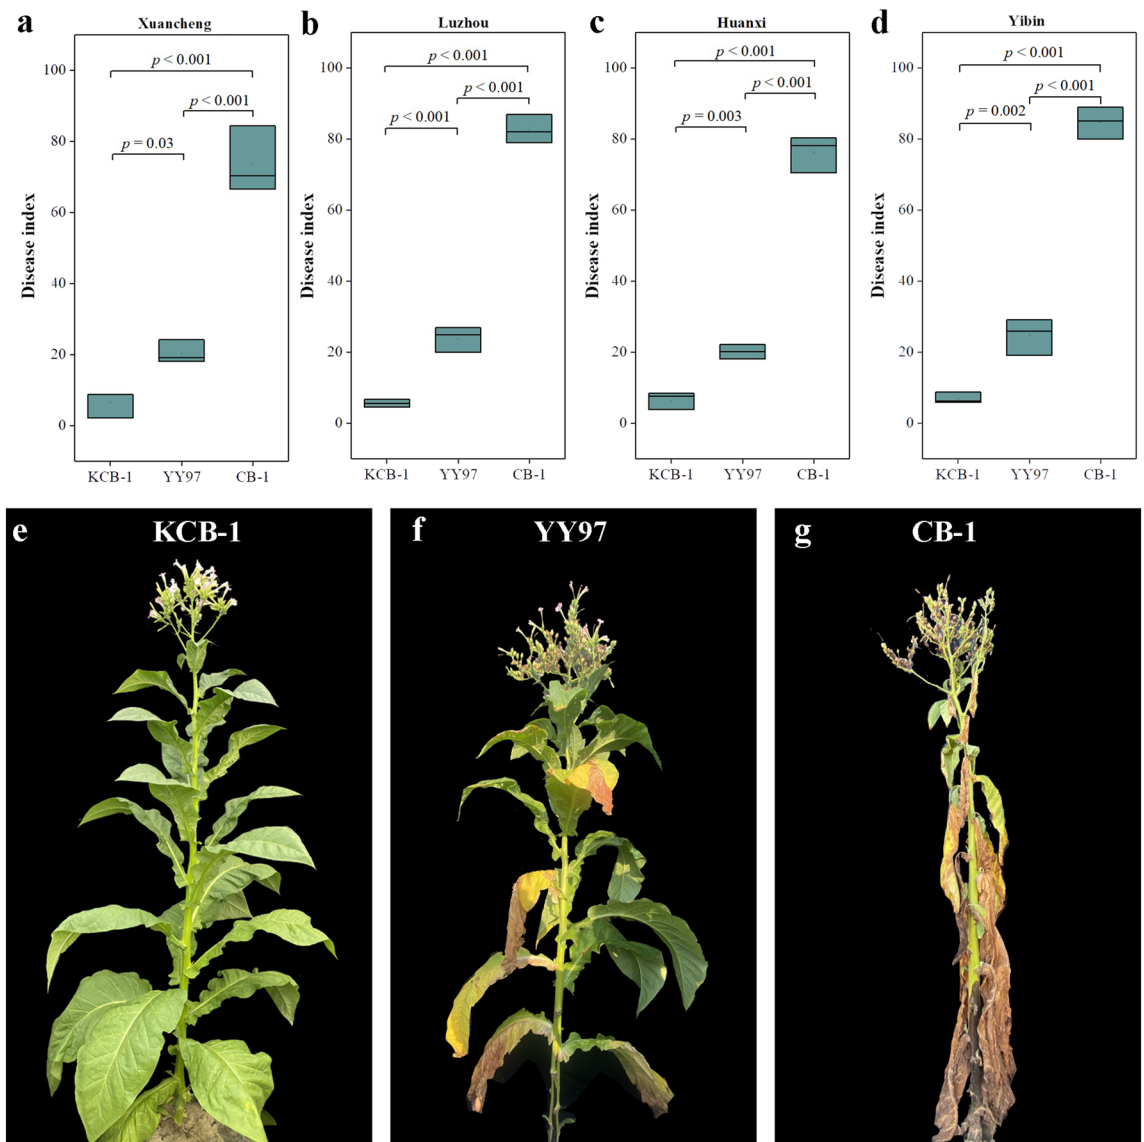 a
Xuancheng
Disease index
100
80
60
40
20
0
p < 0.001
p < 0.001
p = 0.03
KCB-1 YY97 CB-1
b
Luzhou
Disease index
100
80
60
40
20
0
p < 0.001
p < 0.001
p < 0.001
KCB-1 YY97 CB-1
c
Huanxi
Disease index
100
80
60
40
20
0
p < 0.001
p < 0.001
p = 0.003
KCB-1 YY97 CB-1
d
Yibin
Disease index
100
80
60
40
20
0
p < 0.001
p < 0.001
p = 0.002
KCB-1 YY97 CB-1
e KCB-1
f YY97
g CB-1